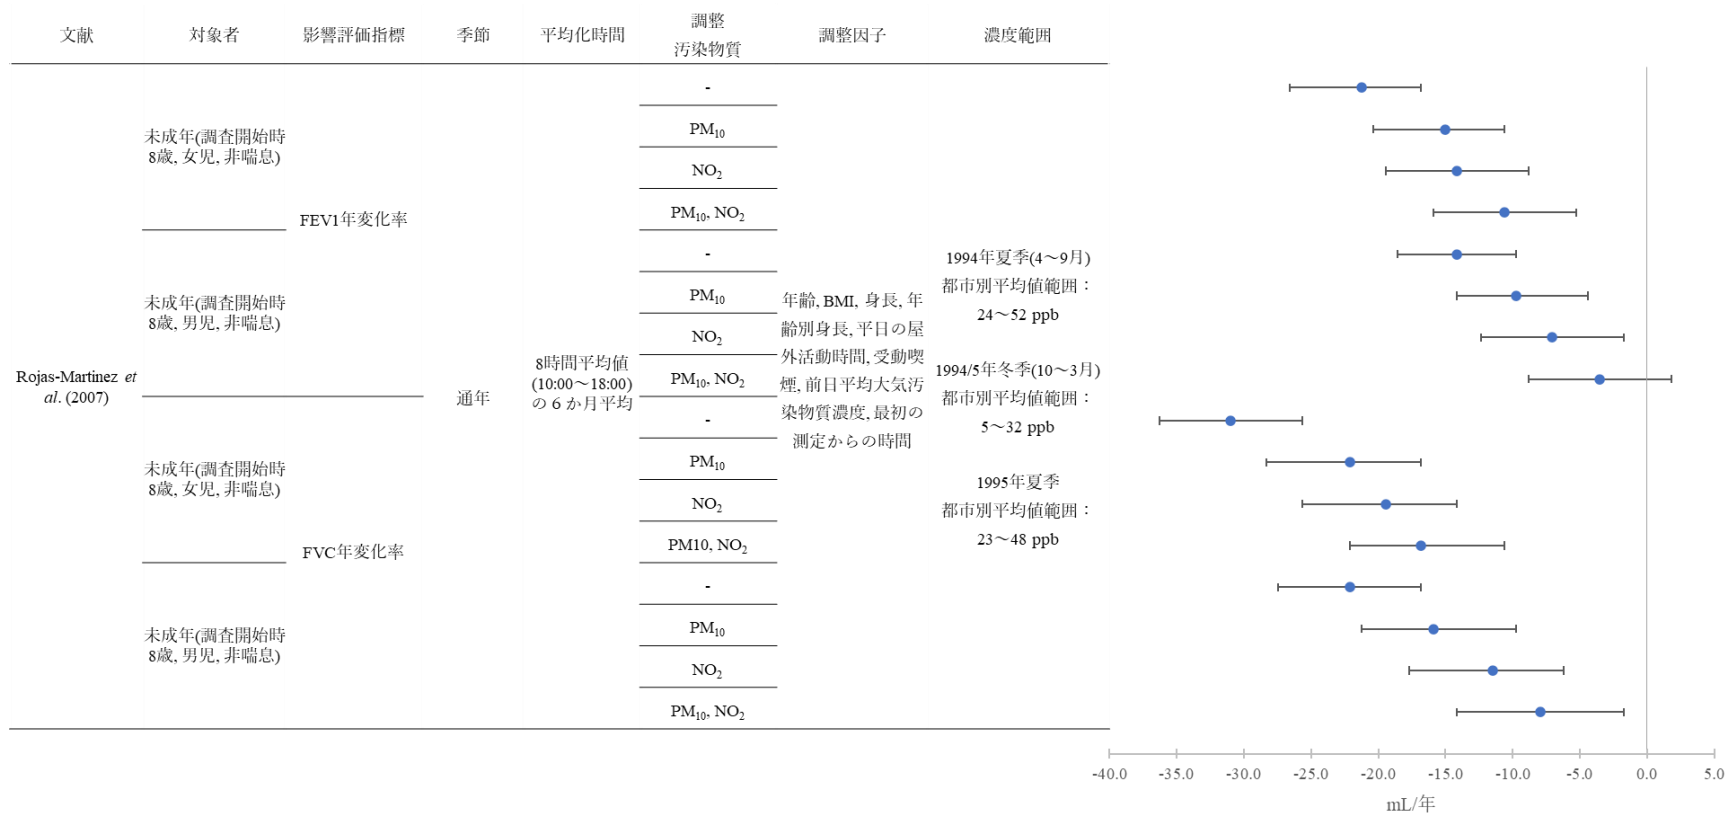 文献
対象者
影響評価指標
季節
平均化時間
調整
汚染物質
調整因子
濃度範囲
Rojas-Martinez et
al. (2007)
未成年(調査開始時
8歳, 女児, 非喘息)
未成年(調査開始時
8歳, 男児, 非喘息)
未成年(調査開始時
8歳, 女児, 非喘息)
未成年(調査開始時
8歳, 男児, 非喘息)
FEV1年変化率
FVC年変化率
通年
8時間平均値
(10:00～18:00)
の６か月平均
-
PM₁₀
NO₂
PM₁₀, NO₂
-
PM₁₀
NO₂
PM₁₀, NO₂
-
PM₁₀
NO₂
PM10, NO₂
-
PM₁₀
NO₂
PM₁₀, NO₂
年齢, BMI, 身長, 年
齢別身長, 平日の屋
外活動時間, 受動喫
煙, 前日平均大気汚
染物質濃度, 最初の
測定からの時間
1994年夏季(4～9月)
都市別平均値範囲：
24～52 ppb
1994/5年冬季(10～3月)
都市別平均値範囲：
5～32 ppb
1995年夏季
都市別平均値範囲：
23～48 ppb
-40.0 -35.0 -30.0 -25.0 -20.0 -15.0 -10.0 -5.0 0.0 5.0
mL/年